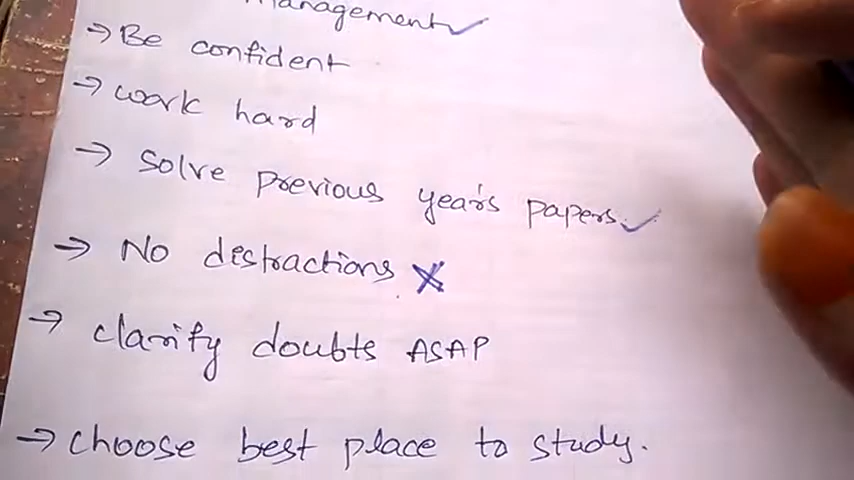 Management ✓
→ Be confident
→ work hard
→ Solve previous year's papers. ✓
→ No destractions ✗
→ clarify doubts ASAP
→ choose best place to study.